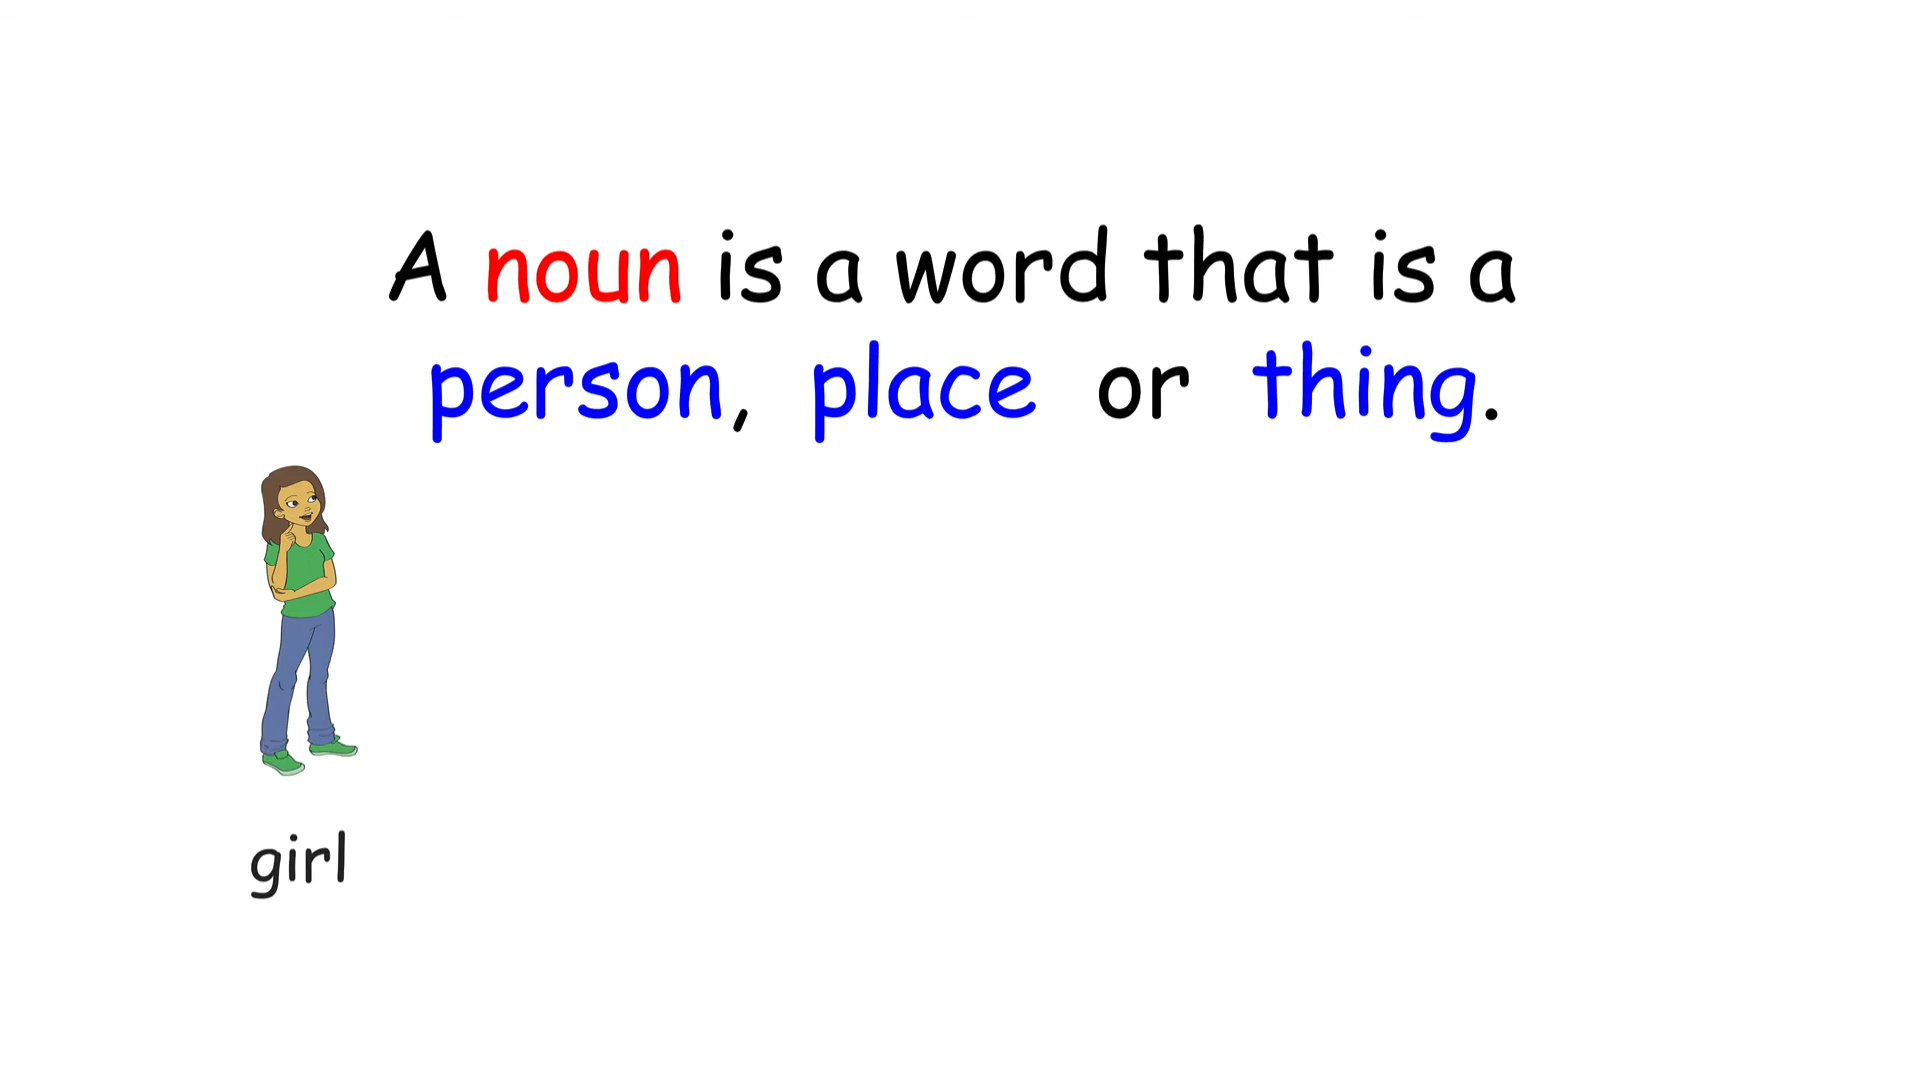 A noun is a word that is a
person, place or thing.
girl